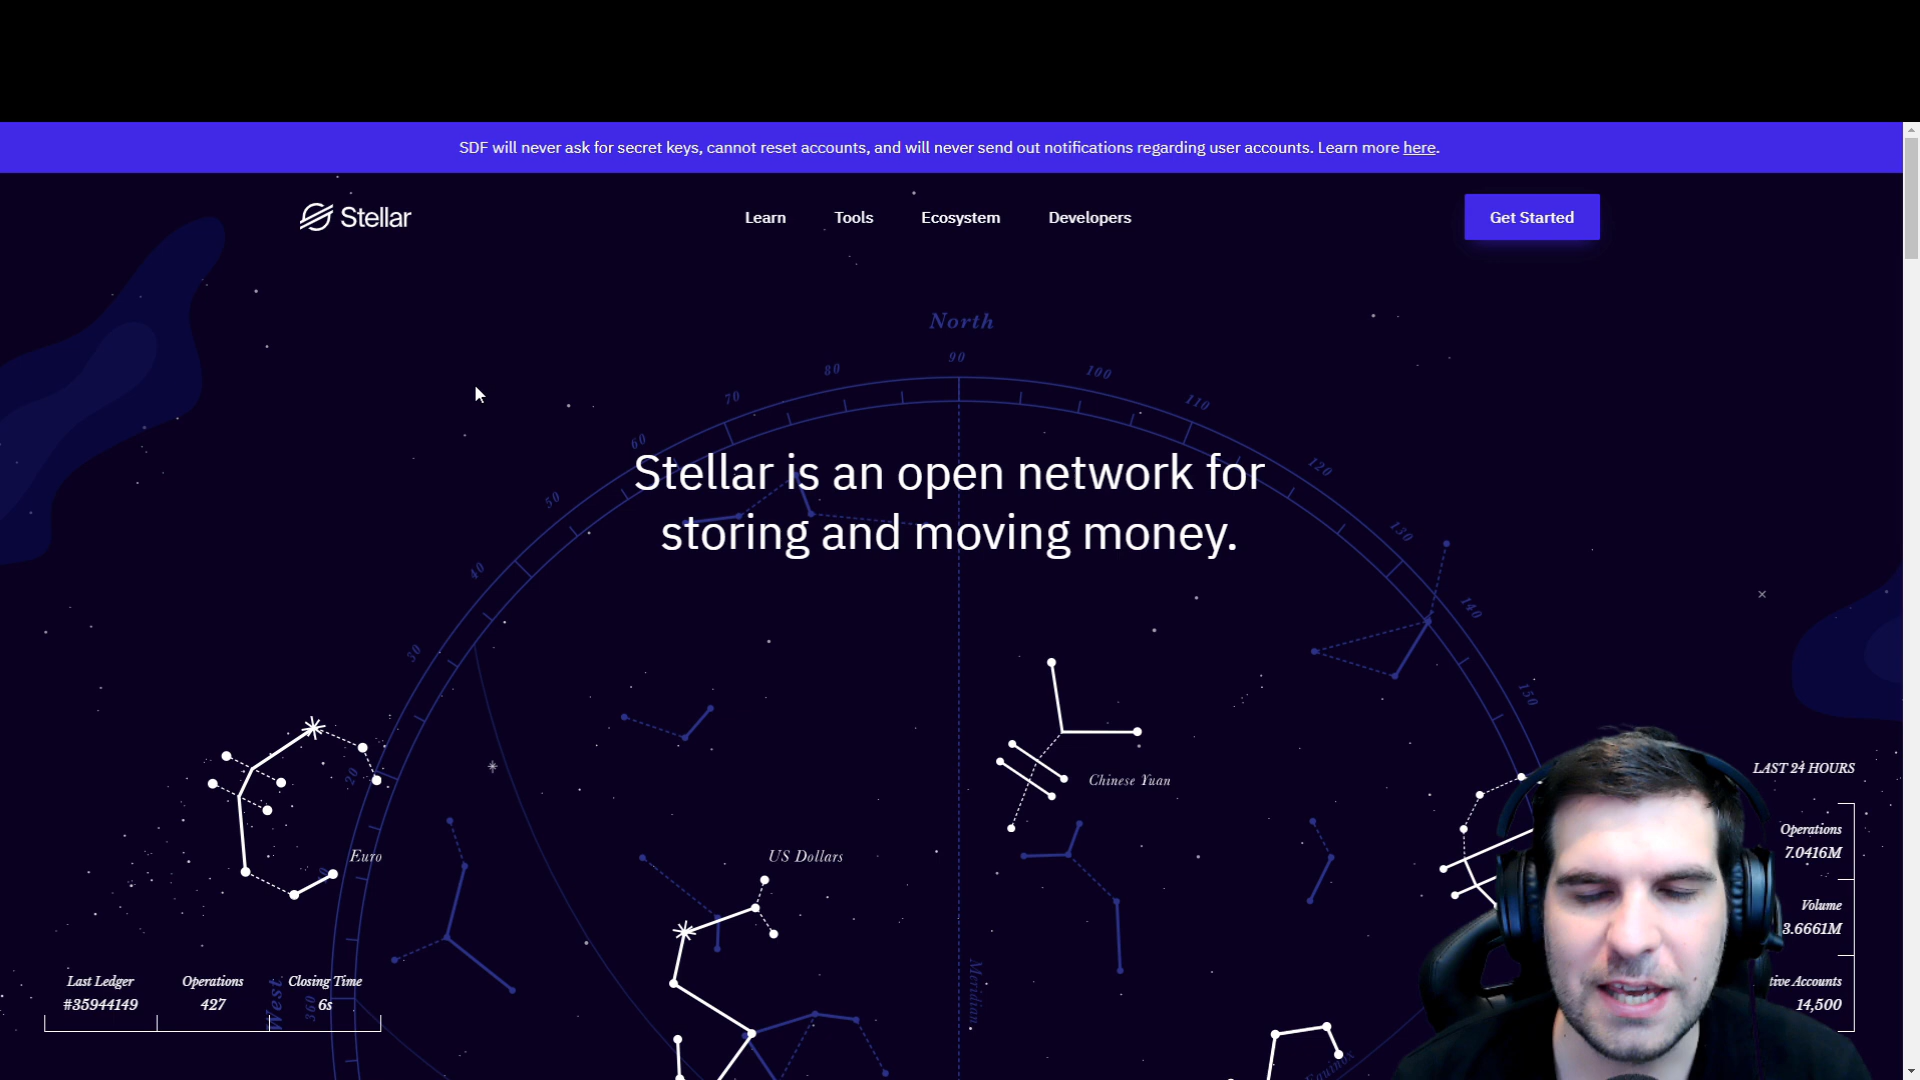 SDF will never ask for secret keys, cannot reset accounts, and will never send out notifications regarding user accounts. Learn more here.
Stellar
Learn
Tools
Ecosystem
Developers
Get Started
North
90
80
100
70
110
60
120
50
130
40
140
30
150
20
Stellar is an open network for
storing and moving money.
Chinese Yuan
Euro
US Dollars
Meridian
West
360
Equinox
LAST 24 HOURS
Operations
7.0416M
Volume
3.6661M
tive Accounts
14,500
Last Ledger
#35944149
Operations
427
Closing Time
6s